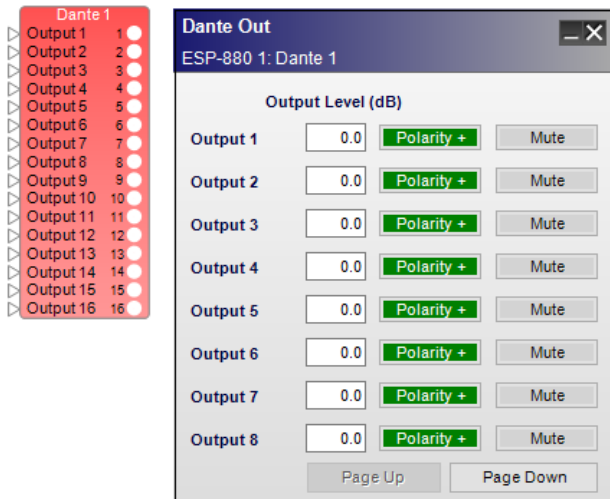 Dante 1
Output 1 1
Output 2 2
Output 3 3
Output 4 4
Output 5 5
Output 6 6
Output 7 7
Output 8 8
Output 9 9
Output 10 10
Output 11 11
Output 12 12
Output 13 13
Output 14 14
Output 15 15
Output 16 16
Dante Out
ESP-880 1: Dante 1
Output Level (dB)
Output 1 0.0 Polarity + Mute
Output 2 0.0 Polarity + Mute
Output 3 0.0 Polarity + Mute
Output 4 0.0 Polarity + Mute
Output 5 0.0 Polarity + Mute
Output 6 0.0 Polarity + Mute
Output 7 0.0 Polarity + Mute
Output 8 0.0 Polarity + Mute
Page Up Page Down